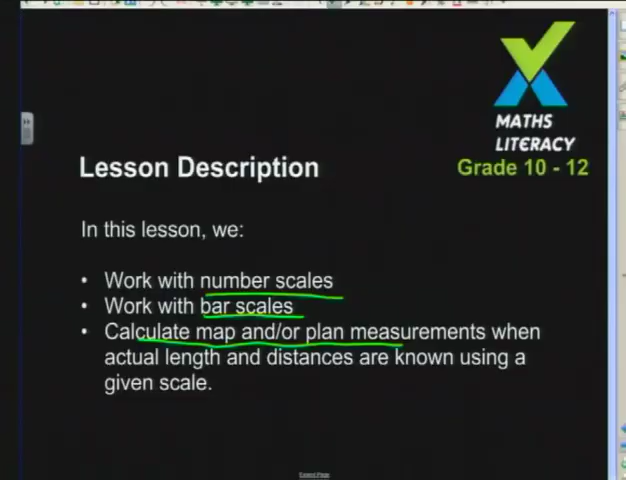 MATHS
LITERACY
Grade 10 - 12
Lesson Description
In this lesson, we:
• Work with number scales
• Work with bar scales
• Calculate map and/or plan measurements when
actual length and distances are known using a
given scale.